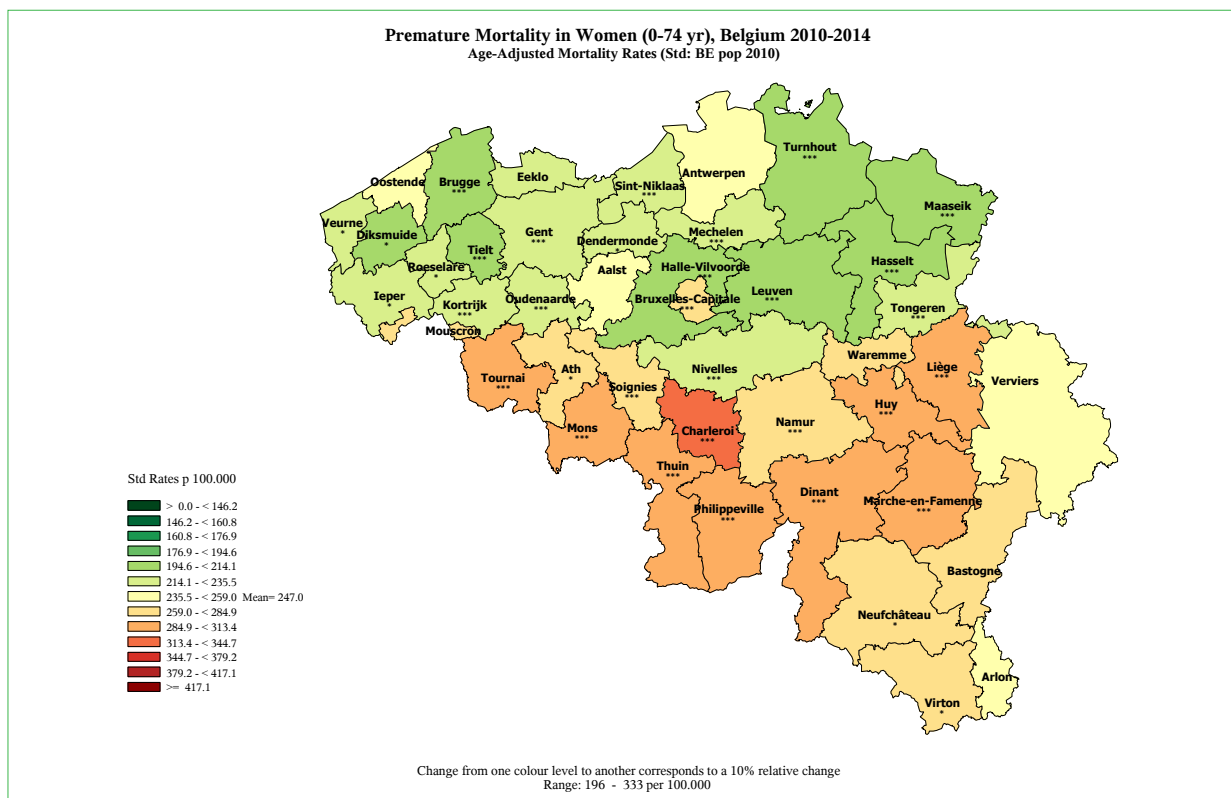 Premature Mortality in Women (0-74 yr), Belgium 2010-2014
Age-Adjusted Mortality Rates (Std: BE pop 2010)
Turnhout
***
Antwerpen
Eeklo
Oostende
Brugge
***
Sint-Niklaas
***
Maaseik
***
Veurne
*
Diksmuide
*
Tielt
***
Gent
***
Dendermonde
*
Mechelen
***
Roeselare
*
Aalst
Halle-Vilvoorde
***
Hasselt
***
Ieper
*
Kortrijk
***
Oudenaarde
***
Bruxelles-Capitale
***
Leuven
***
Tongeren
***
Mouscron
Waremme
Tournai
***
Ath
*
Soignies
***
Nivelles
***
Liège
***
Verviers
Huy
***
Mons
***
Charleroi
***
Namur
***
Thuin
***
Dinant
***
Marche-en-Famenne
***
Philippeville
***
Bastogne
Neufchâteau
*
Arlon
Virton
*
Std Rates p 100.000
> 0.0 - < 146.2
146.2 - < 160.8
160.8 - < 176.9
176.9 - < 194.6
194.6 - < 214.1
214.1 - < 235.5
235.5 - < 259.0 Mean= 247.0
259.0 - < 284.9
284.9 - < 313.4
313.4 - < 344.7
344.7 - < 379.2
379.2 - < 417.1
>= 417.1
Change from one colour level to another corresponds to a 10% relative change
Range: 196 - 333 per 100.000